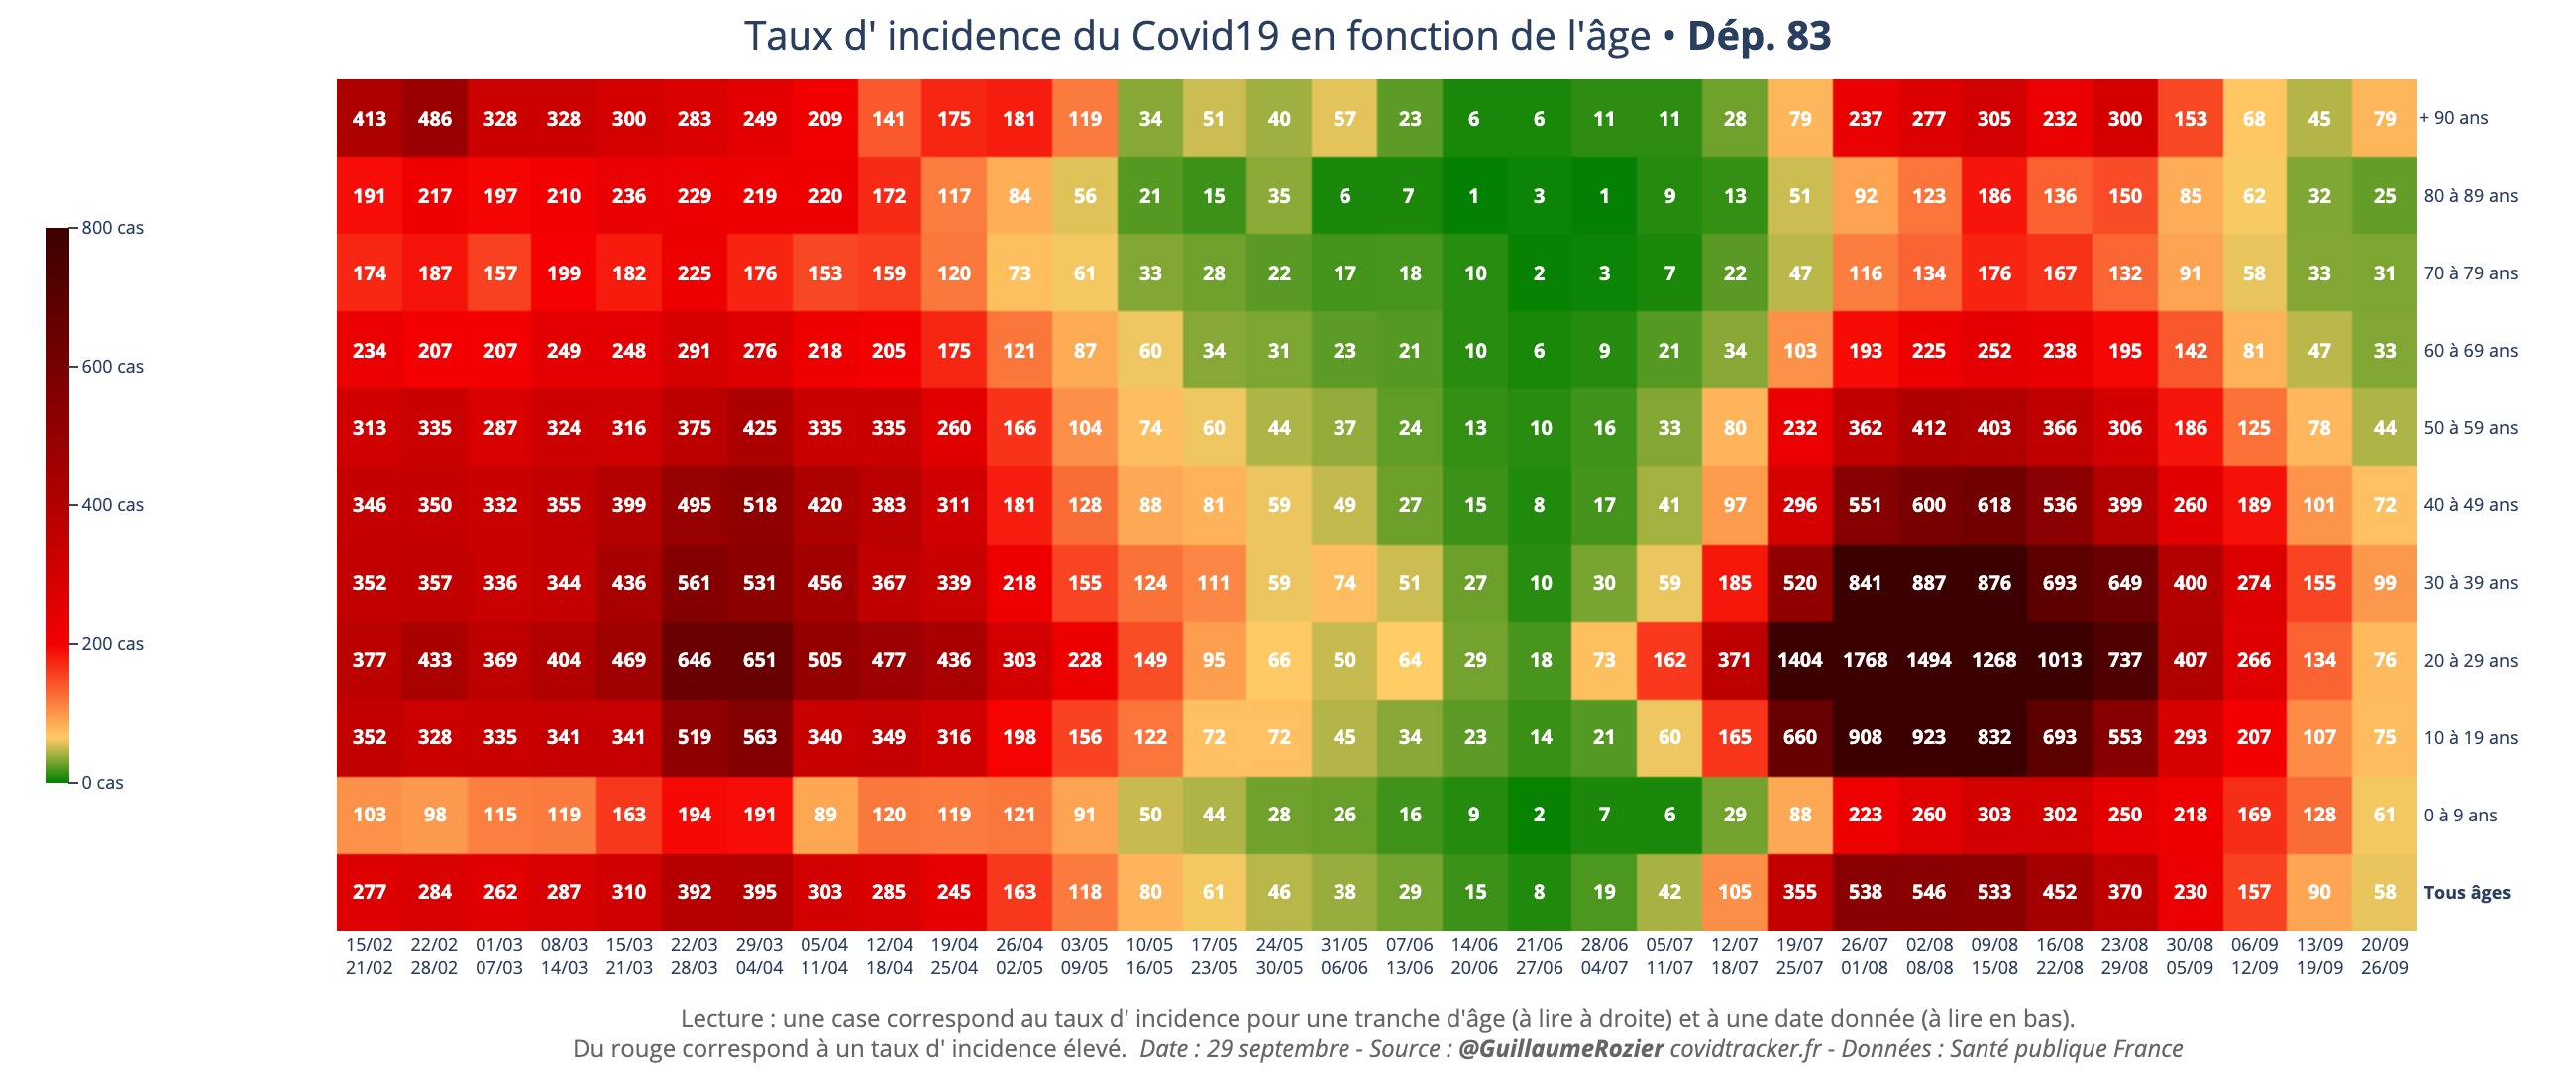 Taux d' incidence du Covid19 en fonction de l'âge • Dép. 83
413 486 328 328 300 283 249 209 141 175 181 119 34 51 40 57 23 6 6 11 11 28 79 237 277 305 232 300 153 68 45 79 + 90 ans
191 217 197 210 236 229 219 220 172 117 84 56 21 15 35 6 7 1 3 1 9 13 51 92 123 186 136 150 85 62 32 25 80 à 89 ans
174 187 157 199 182 225 176 153 159 120 73 61 33 28 22 17 18 10 2 3 7 22 47 116 134 176 167 132 91 58 33 31 70 à 79 ans
234 207 207 249 248 291 276 218 205 175 121 87 60 34 31 23 21 10 6 9 21 34 103 193 225 252 238 195 142 81 47 33 60 à 69 ans
313 335 287 324 316 375 425 335 335 260 166 104 74 60 44 37 24 13 10 16 33 80 232 362 412 403 366 306 186 125 78 44 50 à 59 ans
346 350 332 355 399 495 518 420 383 311 181 128 88 81 59 49 27 15 8 17 41 97 296 551 600 618 536 399 260 189 101 72 40 à 49 ans
352 357 336 344 436 561 531 456 367 339 218 155 124 111 59 74 51 27 10 30 59 185 520 841 887 876 693 649 400 274 155 99 30 à 39 ans
377 433 369 404 469 646 651 505 477 436 303 228 149 95 66 50 64 29 18 73 162 371 1404 1768 1494 1268 1013 737 407 266 134 76 20 à 29 ans
352 328 335 341 341 519 563 340 349 316 198 156 122 72 72 45 34 23 14 21 60 165 660 908 923 832 693 553 293 207 107 75 10 à 19 ans
103 98 115 119 163 194 191 89 120 119 121 91 50 44 28 26 16 9 2 7 6 29 88 223 260 303 302 250 218 169 128 61 0 à 9 ans
277 284 262 287 310 392 395 303 285 245 163 118 80 61 46 38 29 15 8 19 42 105 355 538 546 533 452 370 230 157 90 58 Tous âges
15/02 22/02 01/03 08/03 15/03 22/03 29/03 05/04 12/04 19/04 26/04 03/05 10/05 17/05 24/05 31/05 07/06 14/06 21/06 28/06 05/07 12/07 19/07 26/07 02/08 09/08 16/08 23/08 30/08 06/09 13/09 20/09
21/02 28/02 07/03 14/03 21/03 28/03 04/04 11/04 18/04 25/04 02/05 09/05 16/05 23/05 30/05 06/06 13/06 20/06 27/06 04/07 11/07 18/07 25/07 01/08 08/08 15/08 22/08 29/08 05/09 12/09 19/09 26/09
800 cas
600 cas
400 cas
200 cas
0 cas
Lecture : une case correspond au taux d' incidence pour une tranche d'âge (à lire à droite) et à une date donnée (à lire en bas).
Du rouge correspond à un taux d' incidence élevé. Date : 29 septembre - Source : @GuillaumeRozier covidtracker.fr - Données : Santé publique France